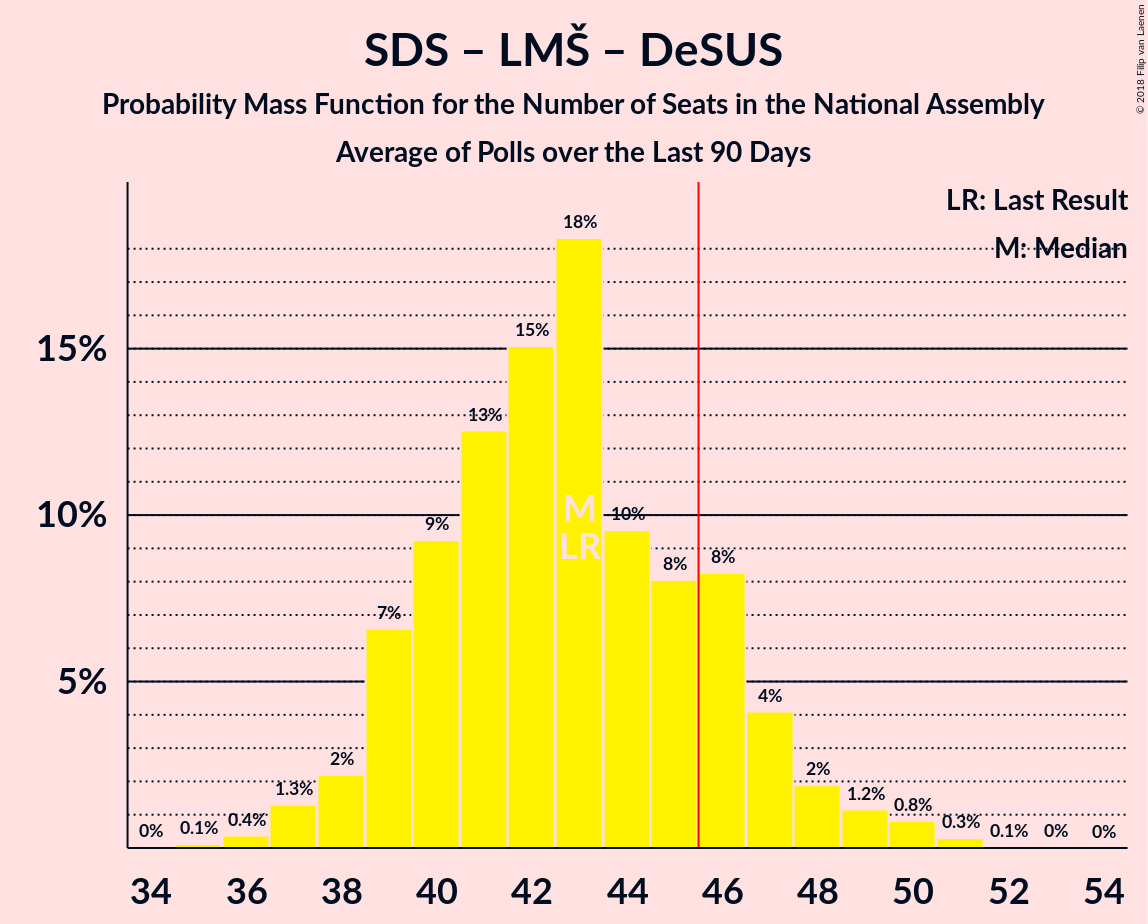 SDS – LMŠ – DeSUS
Probability Mass Function for the Number of Seats in the National Assembly
Average of Polls over the Last 90 Days
© 2018 Filip van Laenen
LR: Last Result
M: Median
15%
10%
5%
0%
0.1%
0.4%
1.3%
2%
7%
9%
13%
15%
18%
10%
8%
8%
4%
2%
1.2%
0.8%
0.3%
0.1%
0%
0%
M
LR
34 36 38 40 42 44 46 48 50 52 54